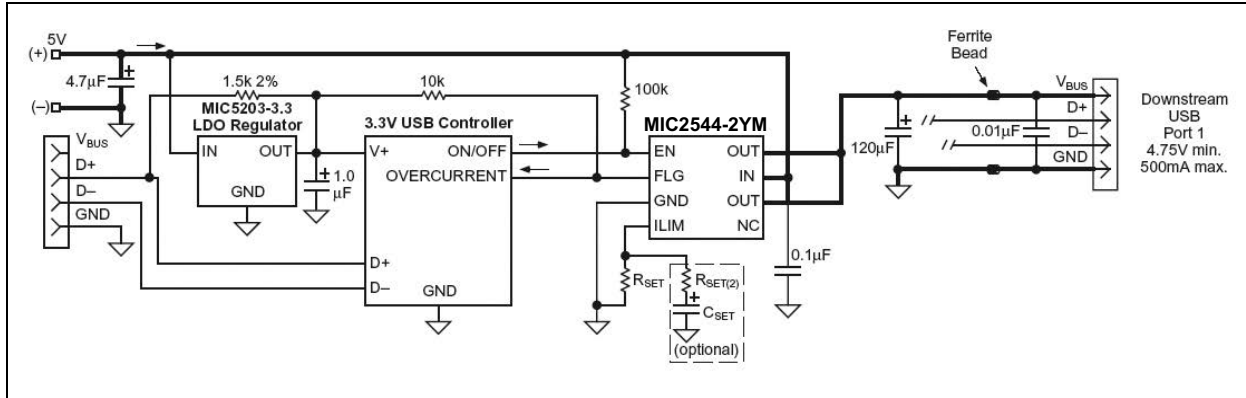 5V
(+)
4.7µF
+
(–)
1.5k 2%
10k
100k
MIC5203-3.3
LDO Regulator
IN OUT
GND
+
1.0
µF
3.3V USB Controller
V+ ON/OFF
OVERCURRENT
D+
D–
GND
VBUS
D+
D–
GND
MIC2544-2YM
EN OUT
FLG IN
GND OUT
ILIM NC
RSET
RSET(2)
+
CSET
(optional)
0.1µF
120µF
+
Ferrite
Bead
0.01µF
VBUS
D+
D–
GND
Downstream
USB
Port 1
4.75V min.
500mA max.